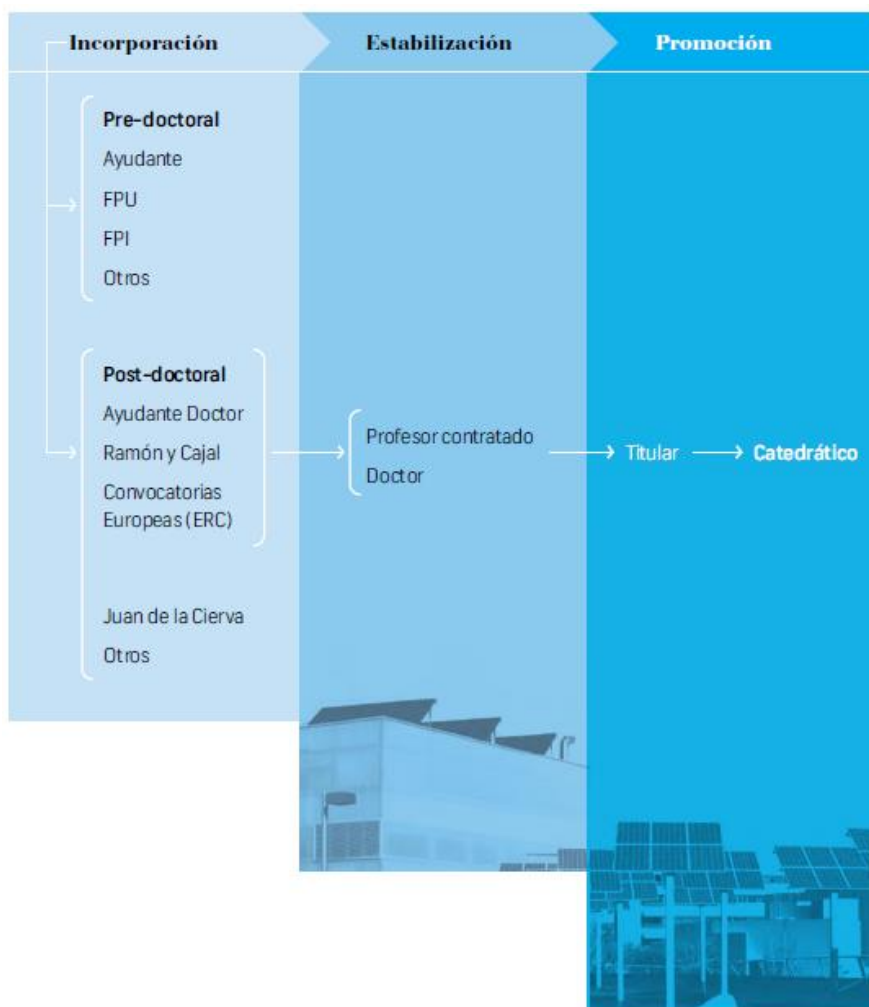 Incorporación
Estabilización
Promoción
Pre-doctoral
Ayudante
FPU
FPI
Otros
Post-doctoral
Ayudante Doctor
Ramón y Cajal
Convocatorias
Europeas (ERC)
Juan de la Cierva
Otros
Profesor contratado
Doctor
Titular
Catedrático